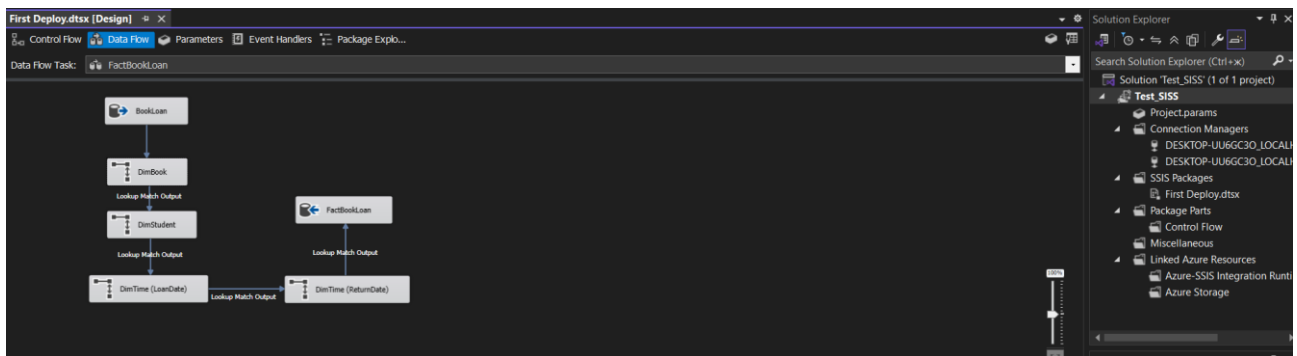 First Deploy.dtsx [Design]
Control Flow Data Flow Parameters Event Handlers Package Explo...
Data Flow Task: FactBookLoan
BookLoan
DimBook
Lookup Match Output
DimStudent
Lookup Match Output
DimTime (LoanDate)
Lookup Match Output
DimTime (ReturnDate)
Lookup Match Output
FactBookLoan
100%
Solution Explorer
Search Solution Explorer (Ctrl+ж)
Solution 'Test_SISS' (1 of 1 project)
Test_SISS
Project.params
Connection Managers
DESKTOP-UU6GC3O_LOCALH
DESKTOP-UU6GC3O_LOCALH
SSIS Packages
First Deploy.dtsx
Package Parts
Control Flow
Miscellaneous
Linked Azure Resources
Azure-SSIS Integration Runti
Azure Storage